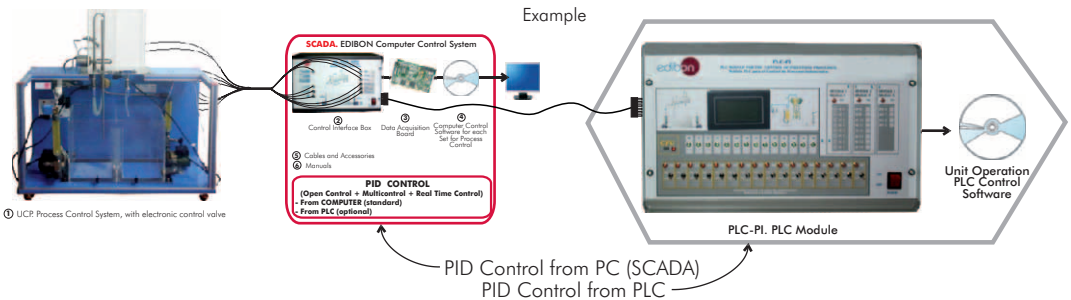 Example
SCADA. EDIBON Computer Control System
② Control Interface Box
③ Data Acquisition Board
④ Computer Control Software for each Set for Process Control
⑤ Cables and Accessories
⑥ Manuals
PID CONTROL
(Open Control + Multicontrol + Real Time Control)
- From COMPUTER (standard)
- From PLC (optional)
① UCP. Process Control System, with electronic control valve
edibon
PLC-PI. PLC Module
Unit Operation
PLC Control
Software
PID Control from PC (SCADA)
PID Control from PLC